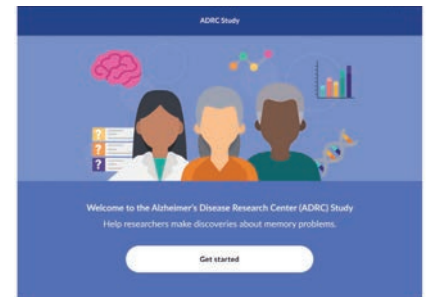 ADRC Study
?
?
?
Welcome to the Alzheimer's Disease Research Center (ADRC) Study
Help researchers make discoveries about memory problems.
Get started